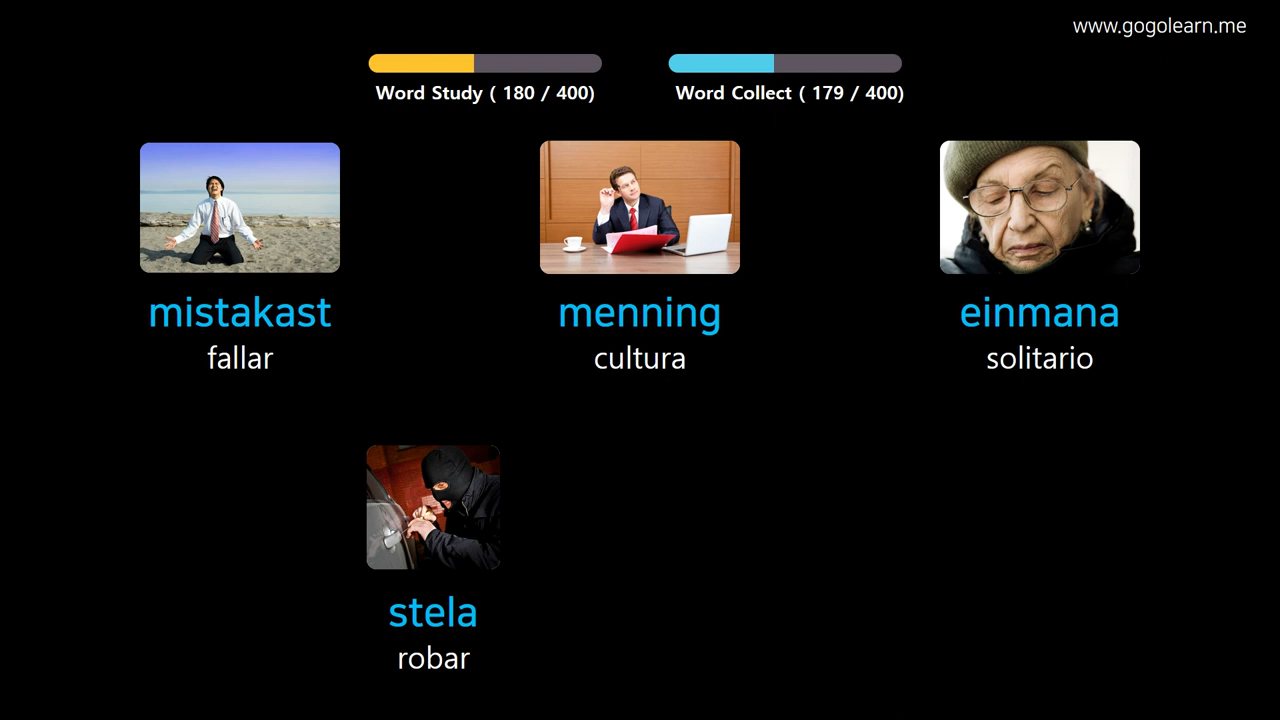 www.gogolearn.me
Word Study ( 180 / 400)
Word Collect ( 179 / 400)
mistakast
fallar
menning
cultura
einmana
solitario
stela
robar